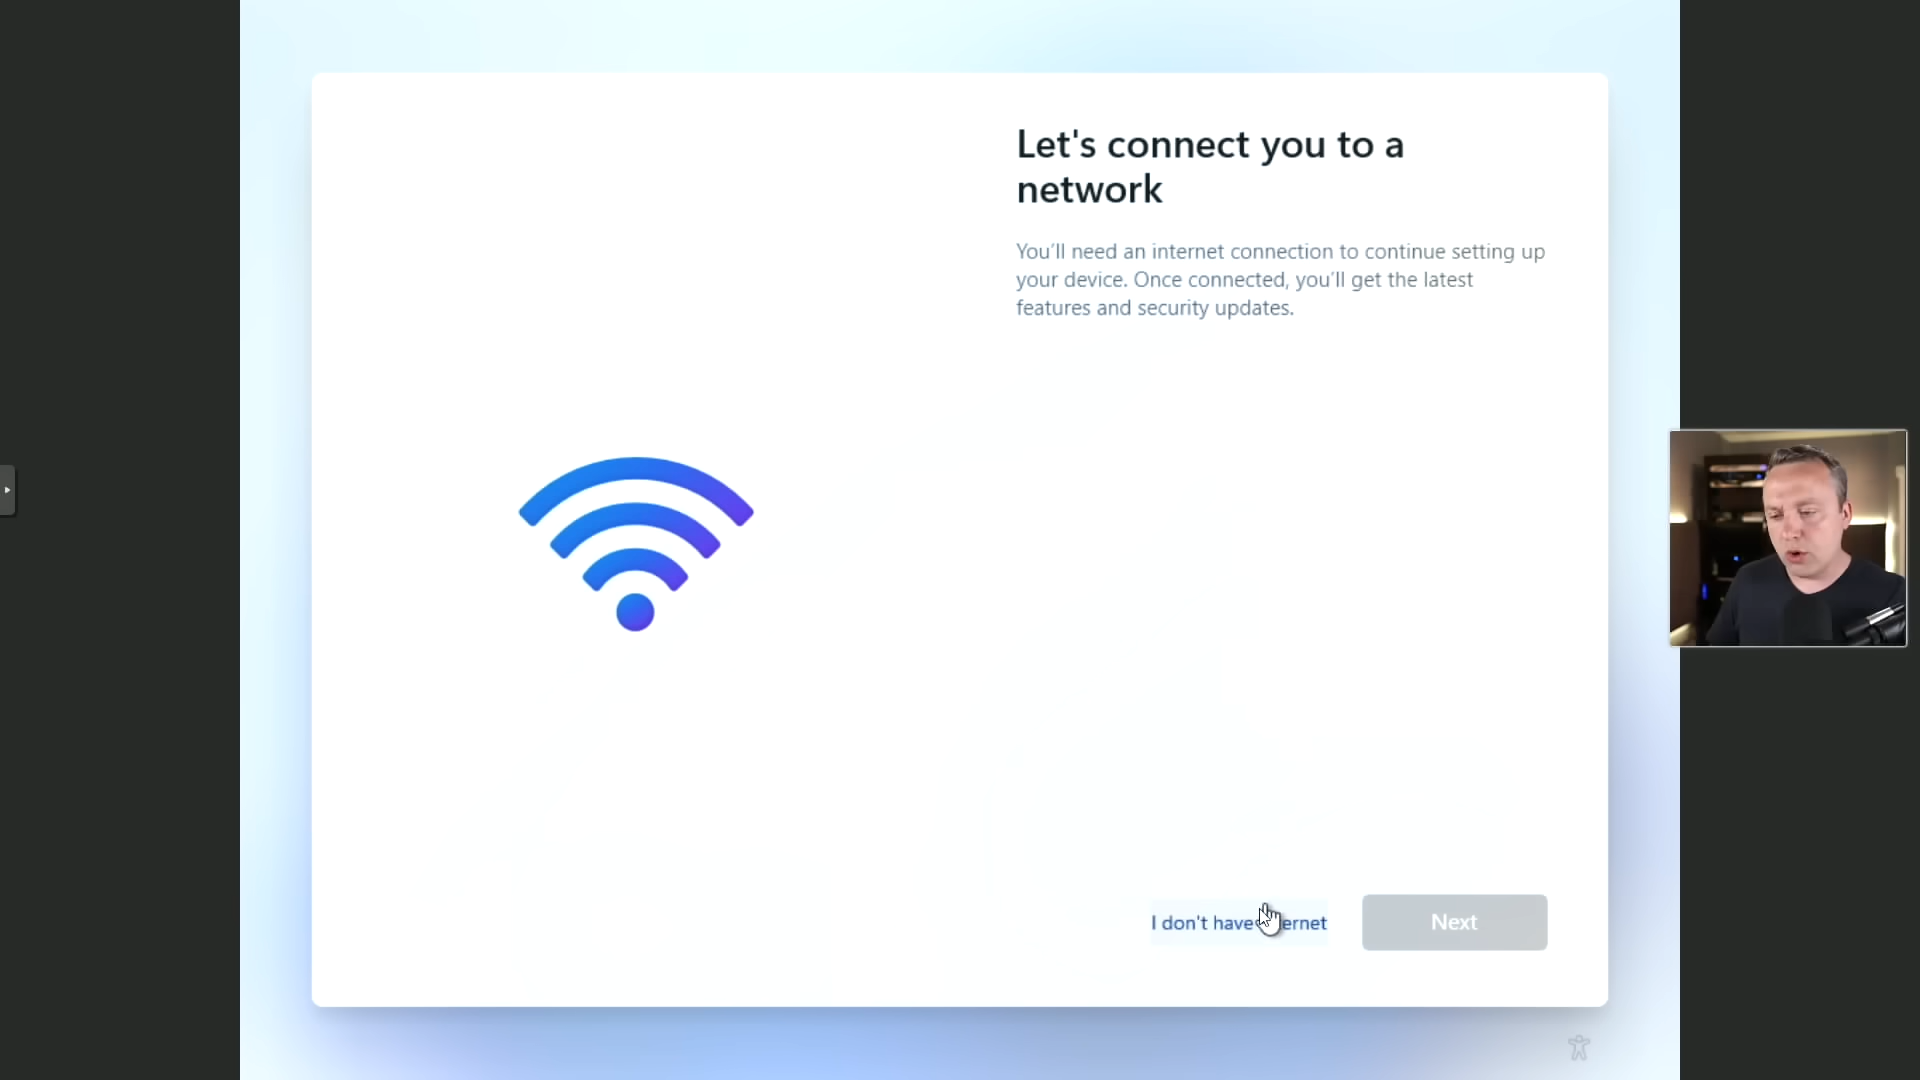 Let's connect you to a
network
You'll need an internet connection to continue setting up
your device. Once connected, you'll get the latest
features and security updates.
I don't have ernet
Next